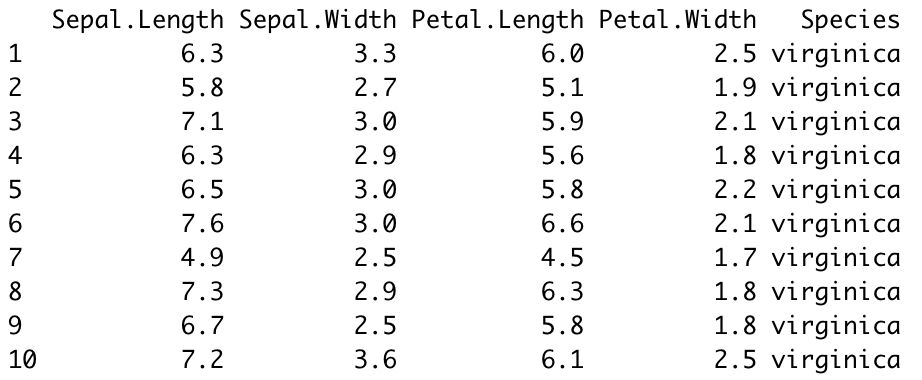 Sepal.Length Sepal.Width Petal.Length Petal.Width Species
1 6.3 3.3 6.0 2.5 virginica
2 5.8 2.7 5.1 1.9 virginica
3 7.1 3.0 5.9 2.1 virginica
4 6.3 2.9 5.6 1.8 virginica
5 6.5 3.0 5.8 2.2 virginica
6 7.6 3.0 6.6 2.1 virginica
7 4.9 2.5 4.5 1.7 virginica
8 7.3 2.9 6.3 1.8 virginica
9 6.7 2.5 5.8 1.8 virginica
10 7.2 3.6 6.1 2.5 virginica